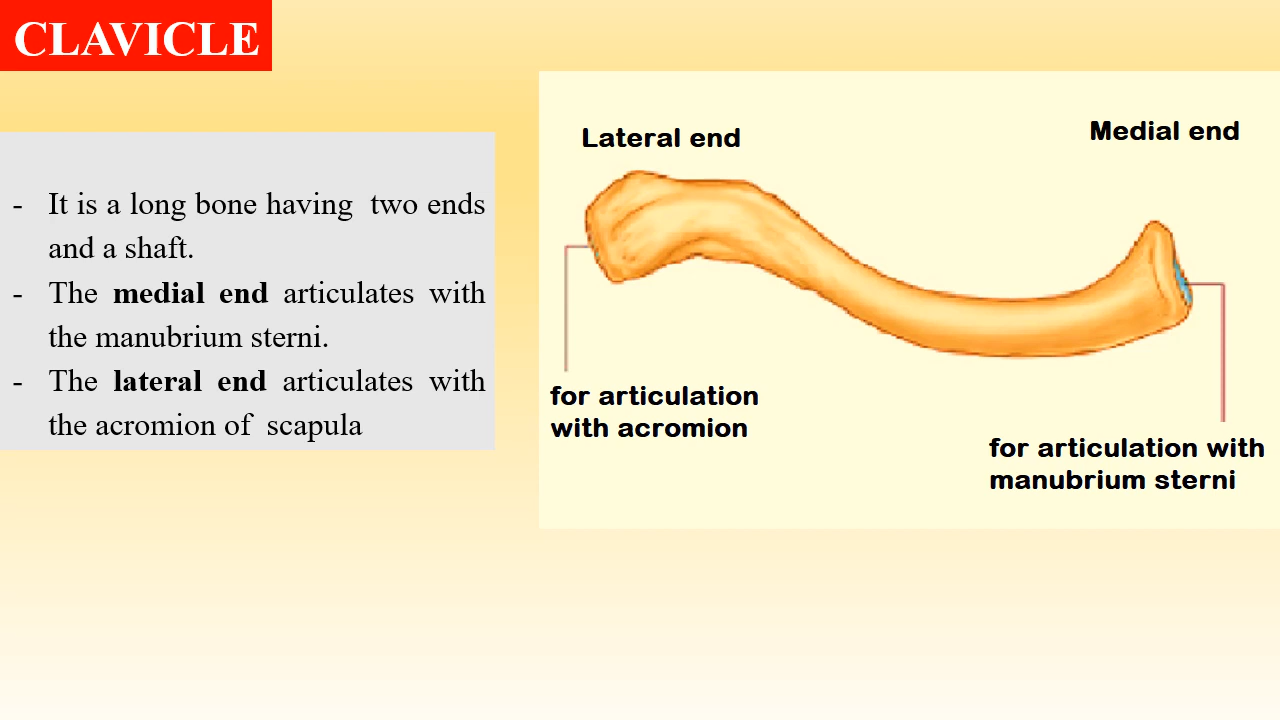 CLAVICLE
- It is a long bone having two ends
and a shaft.
- The medial end articulates with
the manubrium sterni.
- The lateral end articulates with
the acromion of scapula
Lateral end
Medial end
for articulation
with acromion
for articulation with
manubrium sterni